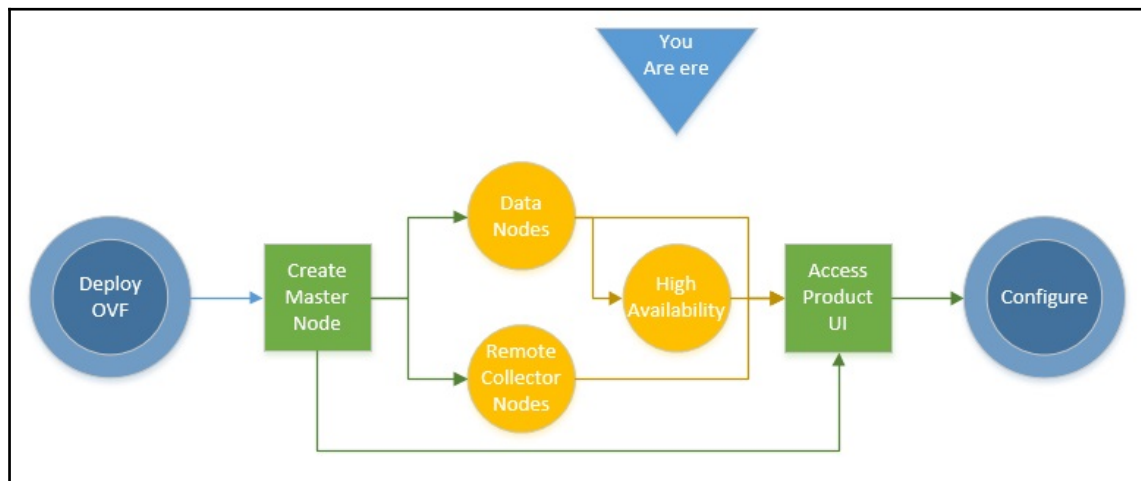 You
Are ere
Data
Nodes
Deploy
OVF
Create
Master
Node
High
Availability
Access
Product
UI
Configure
Remote
Collector
Nodes